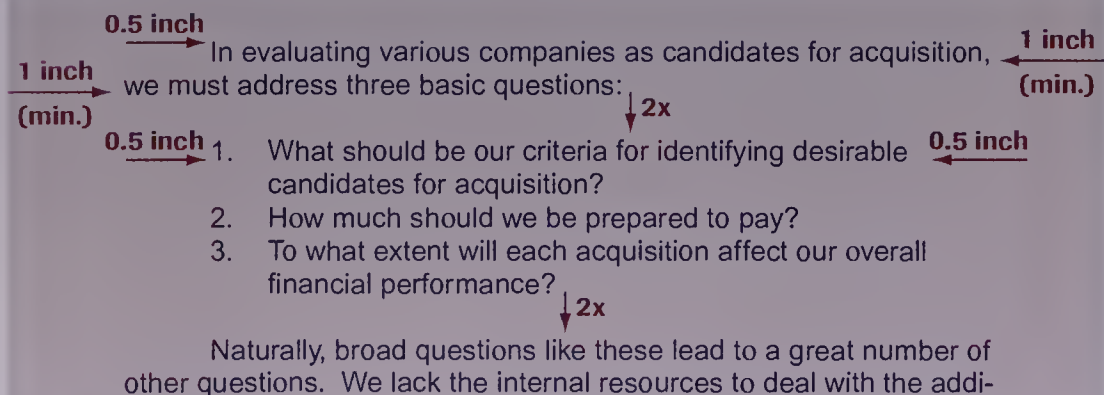 0.5 inch
In evaluating various companies as candidates for acquisition,
1 inch
1 inch
we must address three basic questions:
(min.)
(min.)
2x
0.5 inch
1. What should be our criteria for identifying desirable
0.5 inch
candidates for acquisition?
2. How much should we be prepared to pay?
3. To what extent will each acquisition affect our overall
financial performance?
2x
Naturally, broad questions like these lead to a great number of
other questions. We lack the internal resources to deal with the addi-